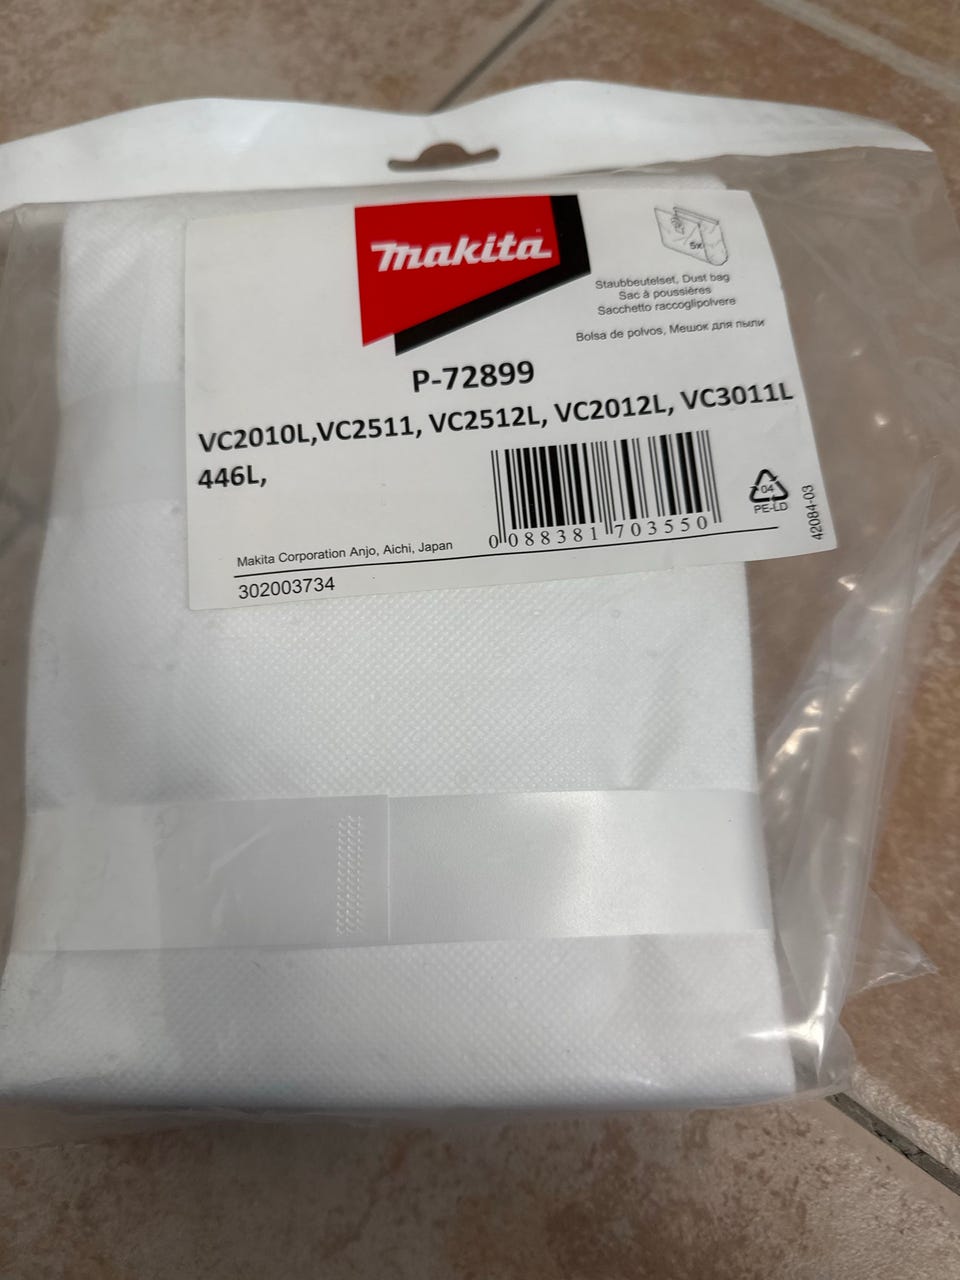 makita
5x
Staubbeutelset, Dust bag
Sac à poussières
Sacchetto raccoglipolvere
Bolsa de polvos, Мешок для пыли
P-72899
VC2010L,VC2511, VC2512L, VC2012L, VC3011L
446L,
0 088381 703550
04
PE-LD
42084-03
Makita Corporation Anjo, Aichi, Japan
302003734